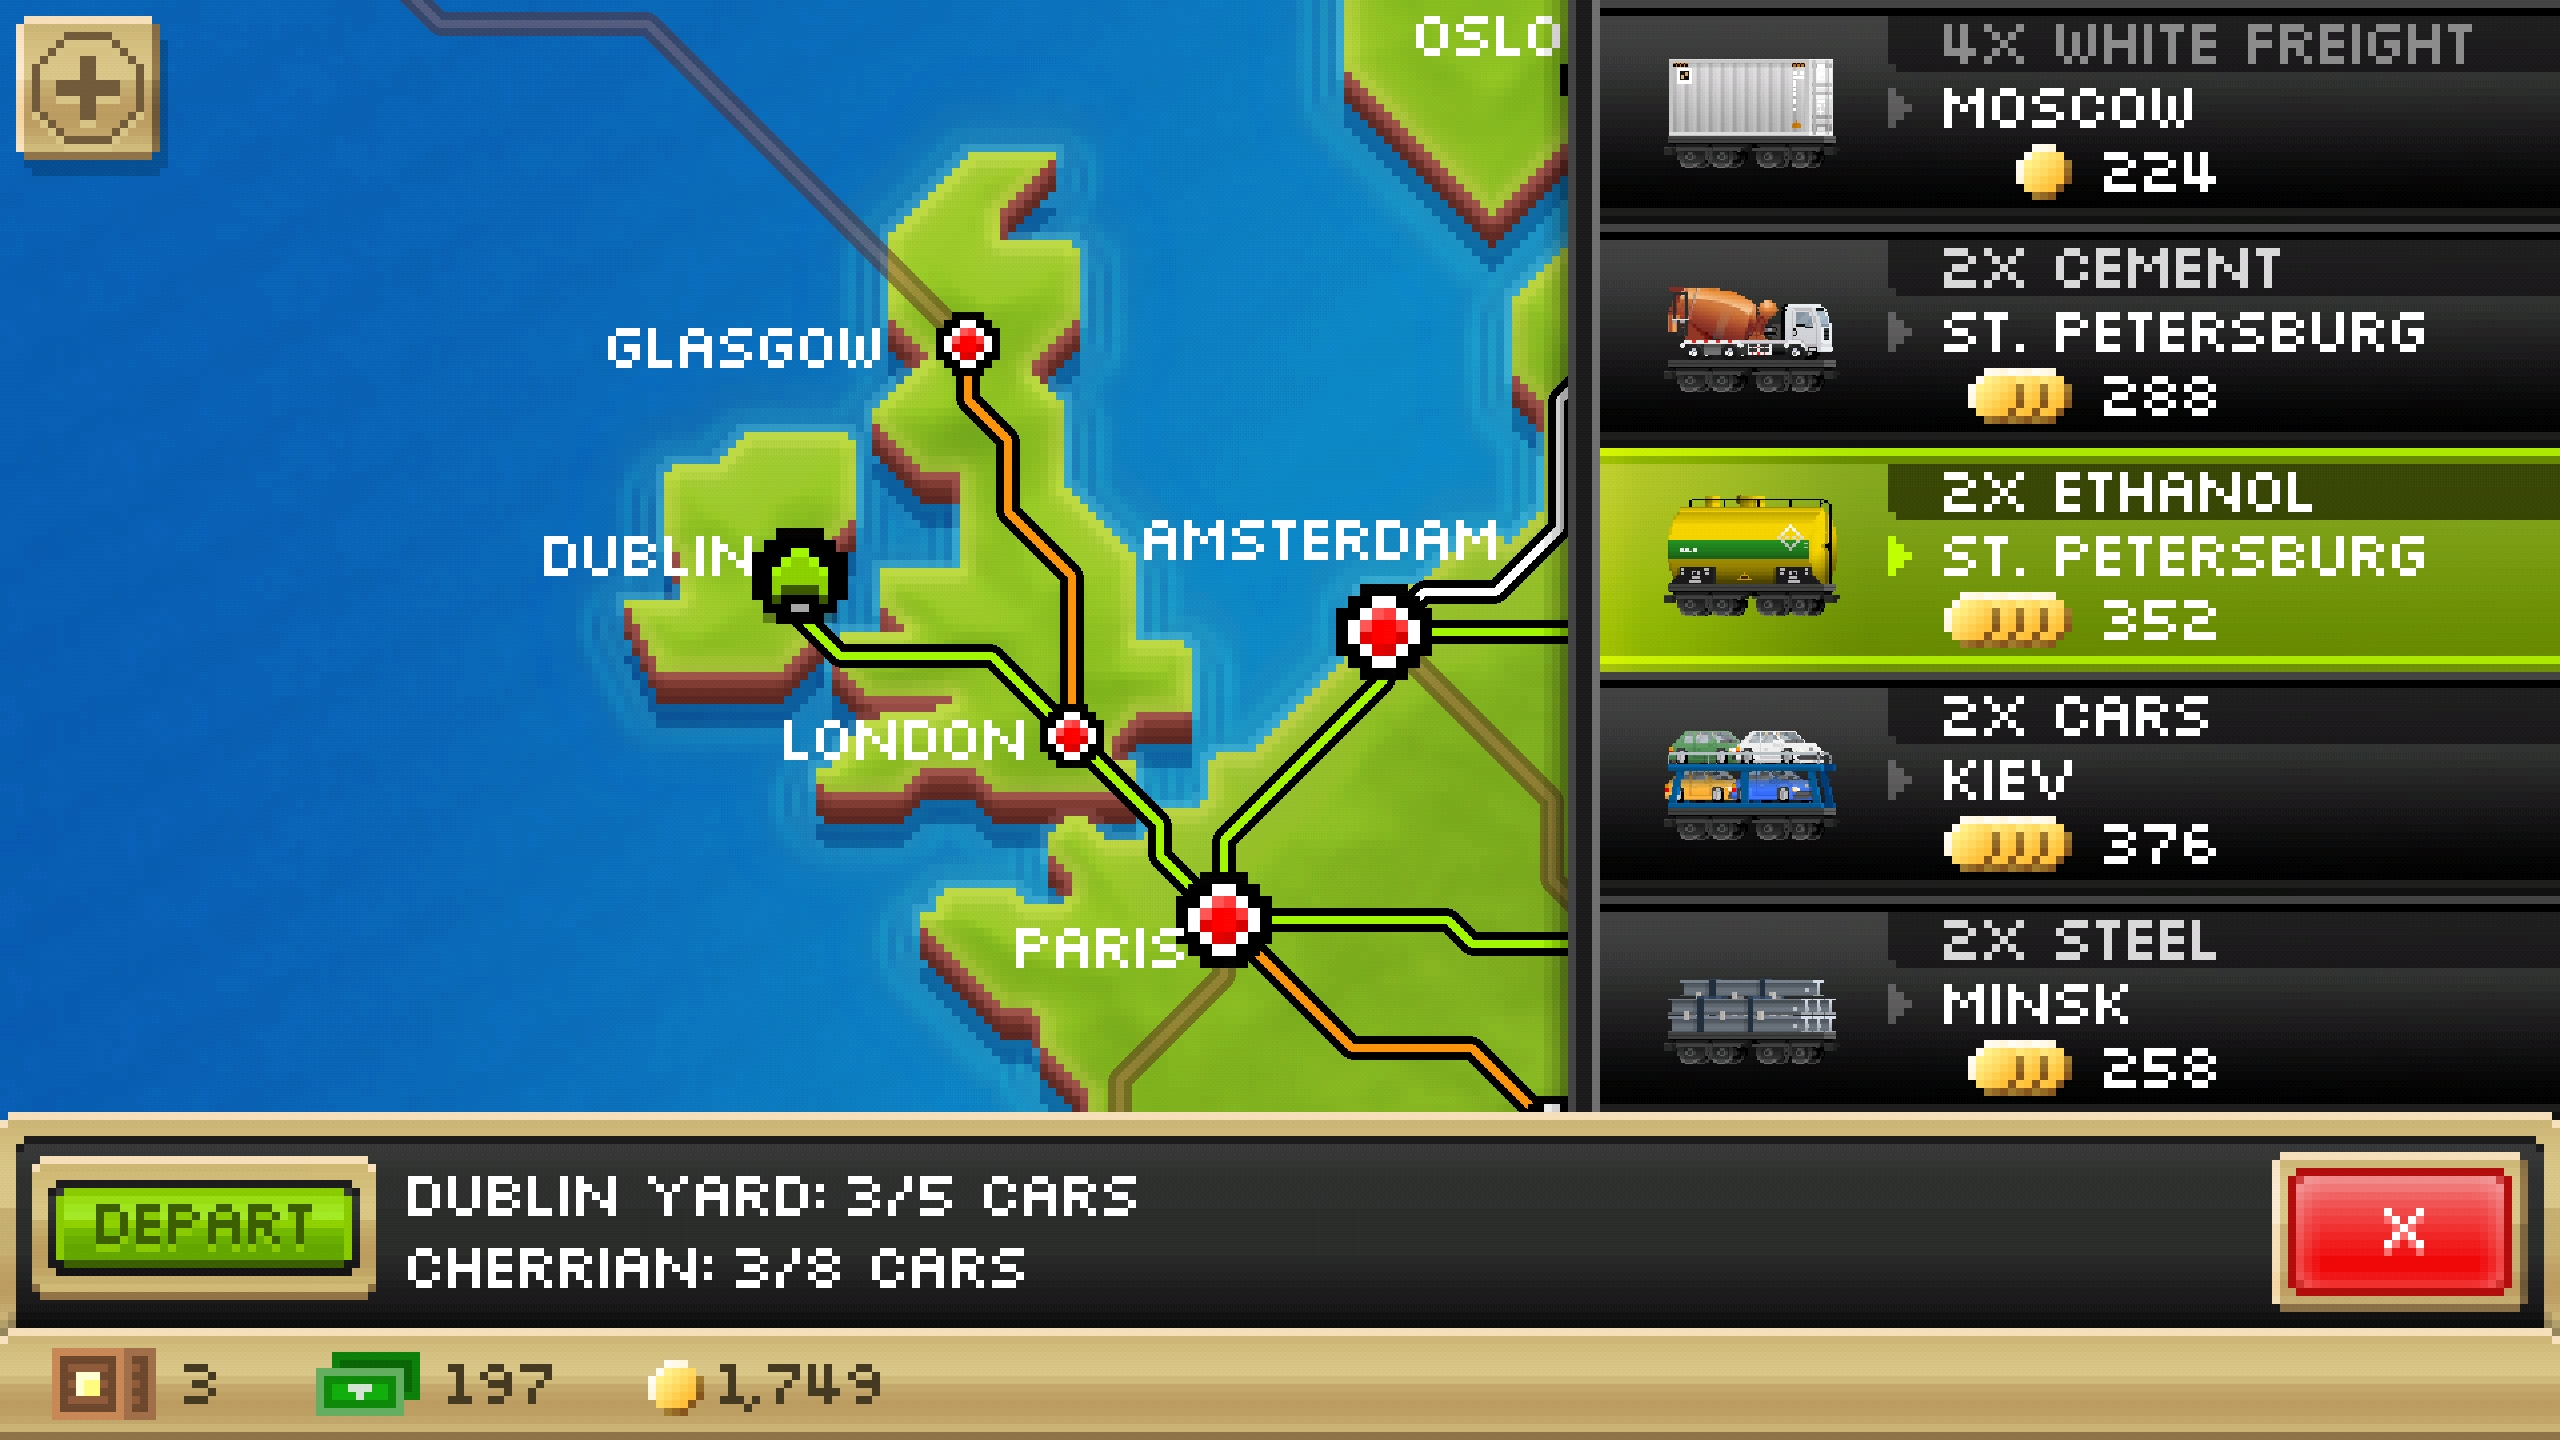 OSLO
GLASGOW
DUBLIN
AMSTERDAM
LONDON
PARIS
4X WHITE FREIGHT
MOSCOW
224
2X CEMENT
ST. PETERSBURG
288
2X ETHANOL
ST. PETERSBURG
352
2X CARS
KIEV
376
2X STEEL
MINSK
258
DEPART
DUBLIN YARD: 3/5 CARS
CHERRIAN: 3/8 CARS
X
3
197
1,749